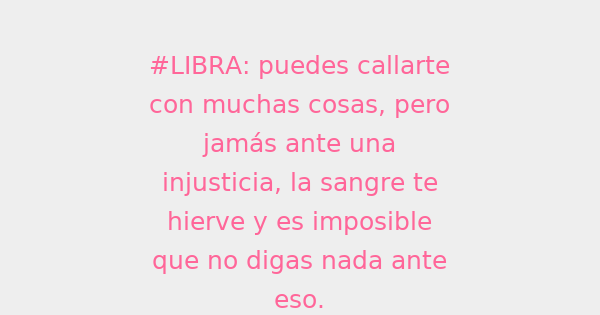 #LIBRA: puedes callarte
con muchas cosas, pero
jamás ante una
injusticia, la sangre te
hierve y es imposible
que no digas nada ante
eso.